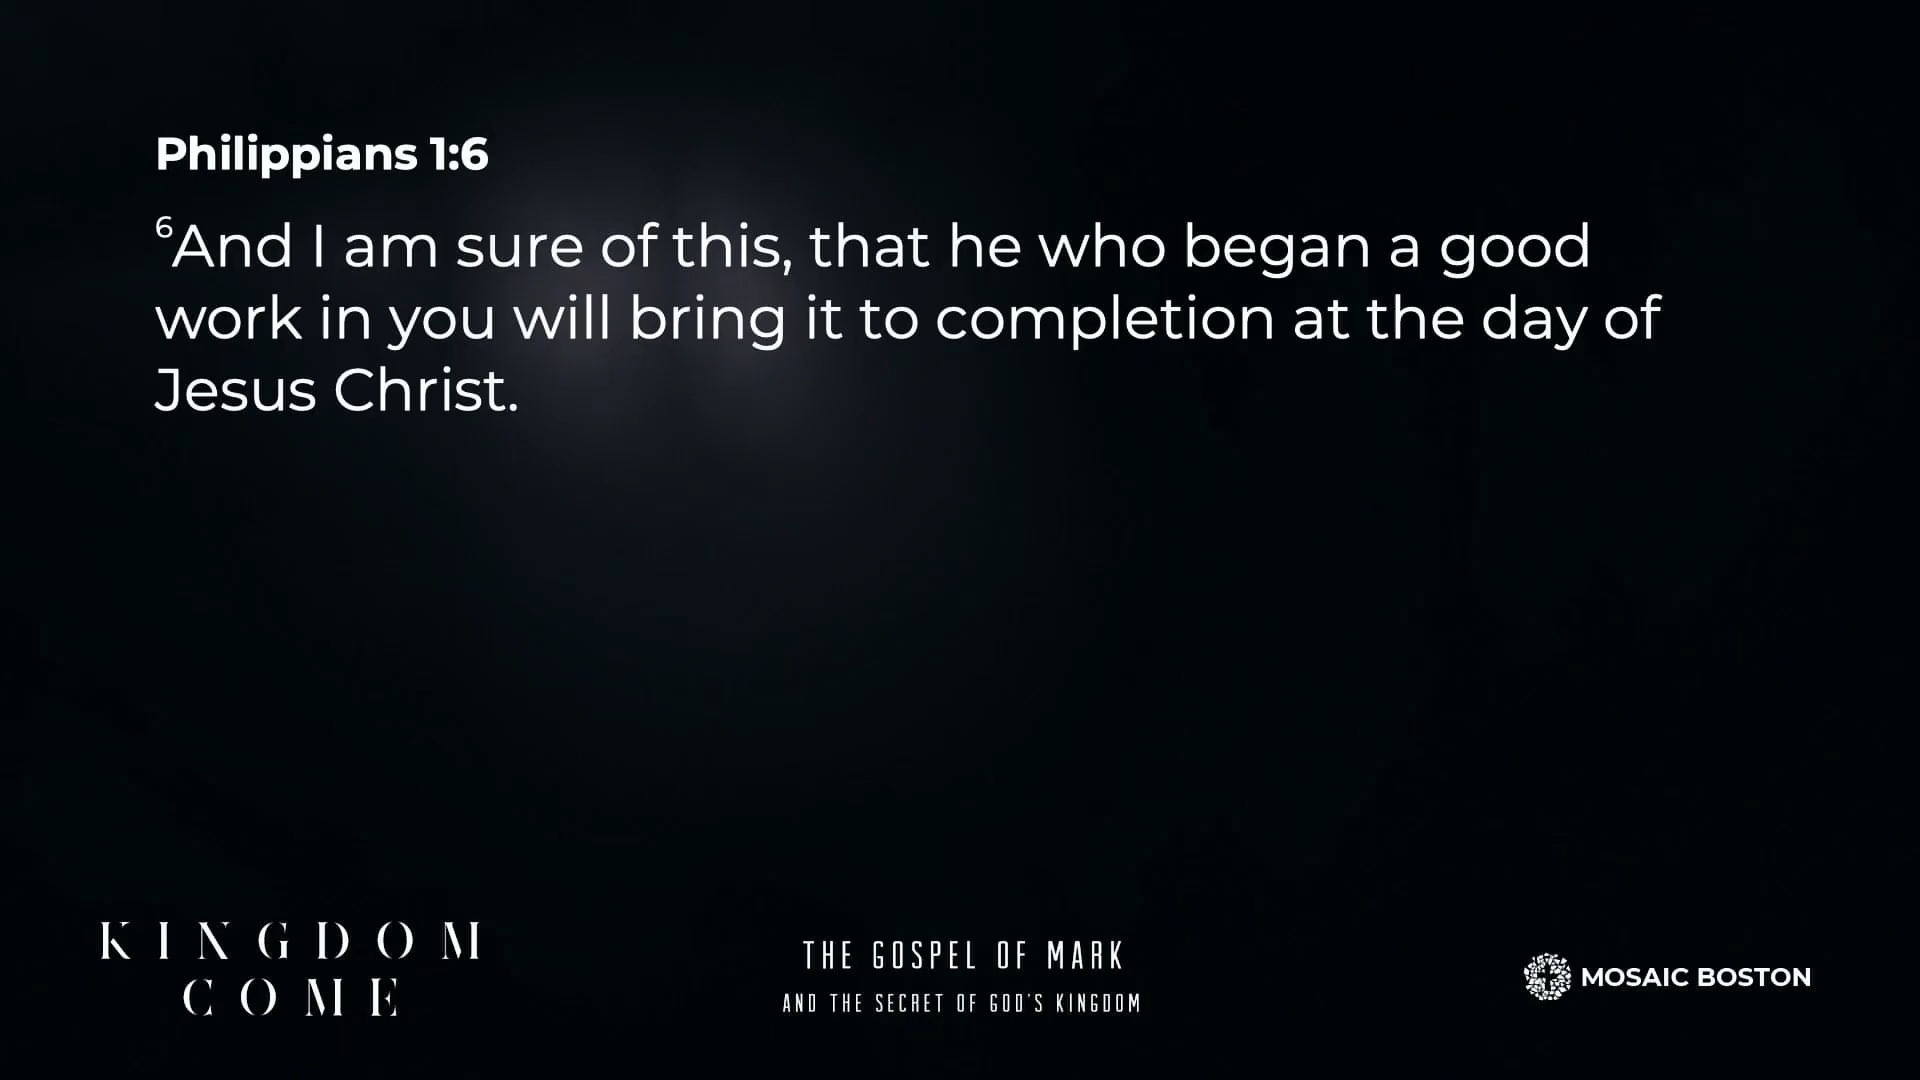 Philippians 1:6
6And I am sure of this, that he who began a good
work in you will bring it to completion at the day of
Jesus Christ.
KINGDOM
COME
THE GOSPEL OF MARK
AND THE SECRET OF GOD'S KINGDOM
MOSAIC BOSTON